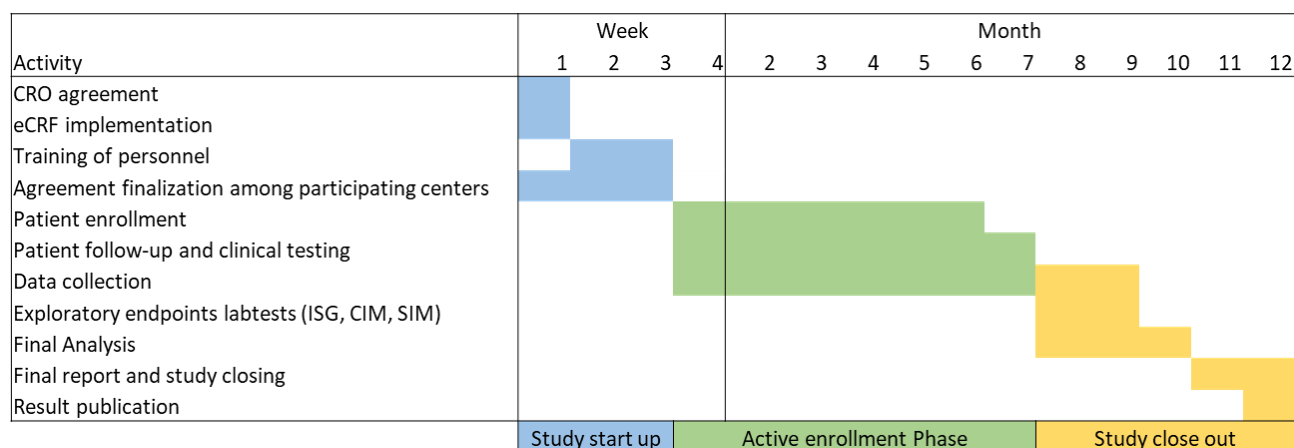 Week Month
Activity 1 2 3 4 2 3 4 5 6 7 8 9 10 11 12
CRO agreement
eCRF implementation
Training of personnel
Agreement finalization among participating centers
Patient enrollment
Patient follow-up and clinical testing
Data collection
Exploratory endpoints labtests (ISG, CIM, SIM)
Final Analysis
Final report and study closing
Result publication
Study start up Active enrollment Phase Study close out